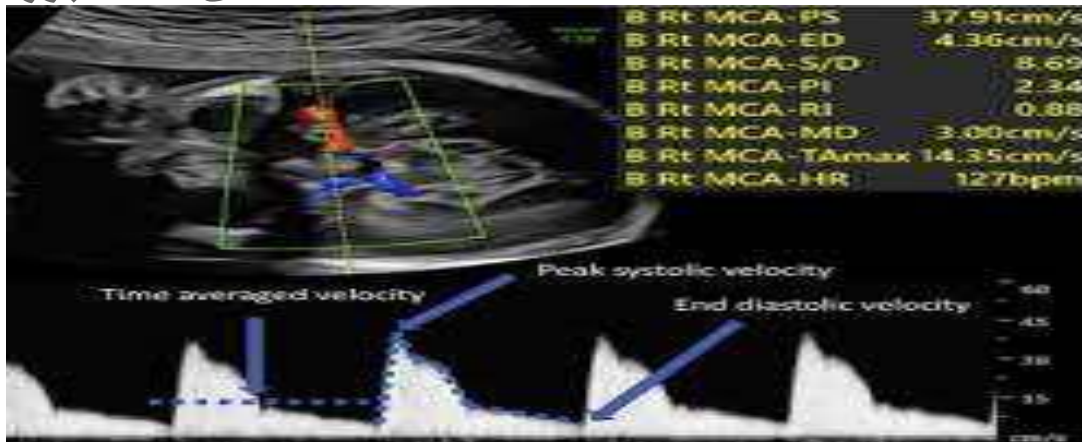 B Rt MCA-PS 37.91cm/s
B Rt MCA-ED 4.36cm/s
B Rt MCA-S/D 8.69
B Rt MCA-PI 2.34
B Rt MCA-RI 0.88
B Rt MCA-MD 3.00cm/s
B Rt MCA-TAmax 14.35cm/s
B Rt MCA-HR 127bpm
Peak systolic velocity
Time averaged velocity
End diastolic velocity
60
45
30
15